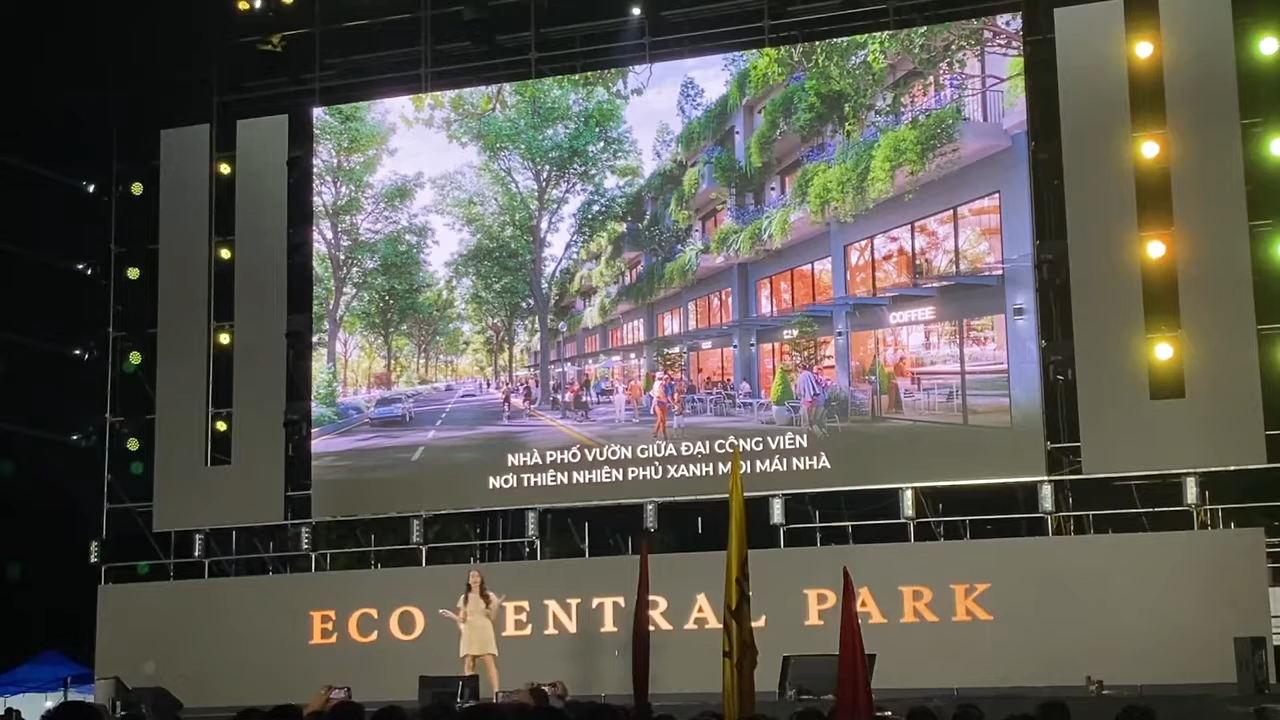 COFFEE
NHÀ PHỐ VƯỜN GIỮA ĐẠI CÔNG VIÊN
NƠI THIÊN NHIÊN PHỦ XANH MỌI MÁI NHÀ
ECO CENTRAL PARK